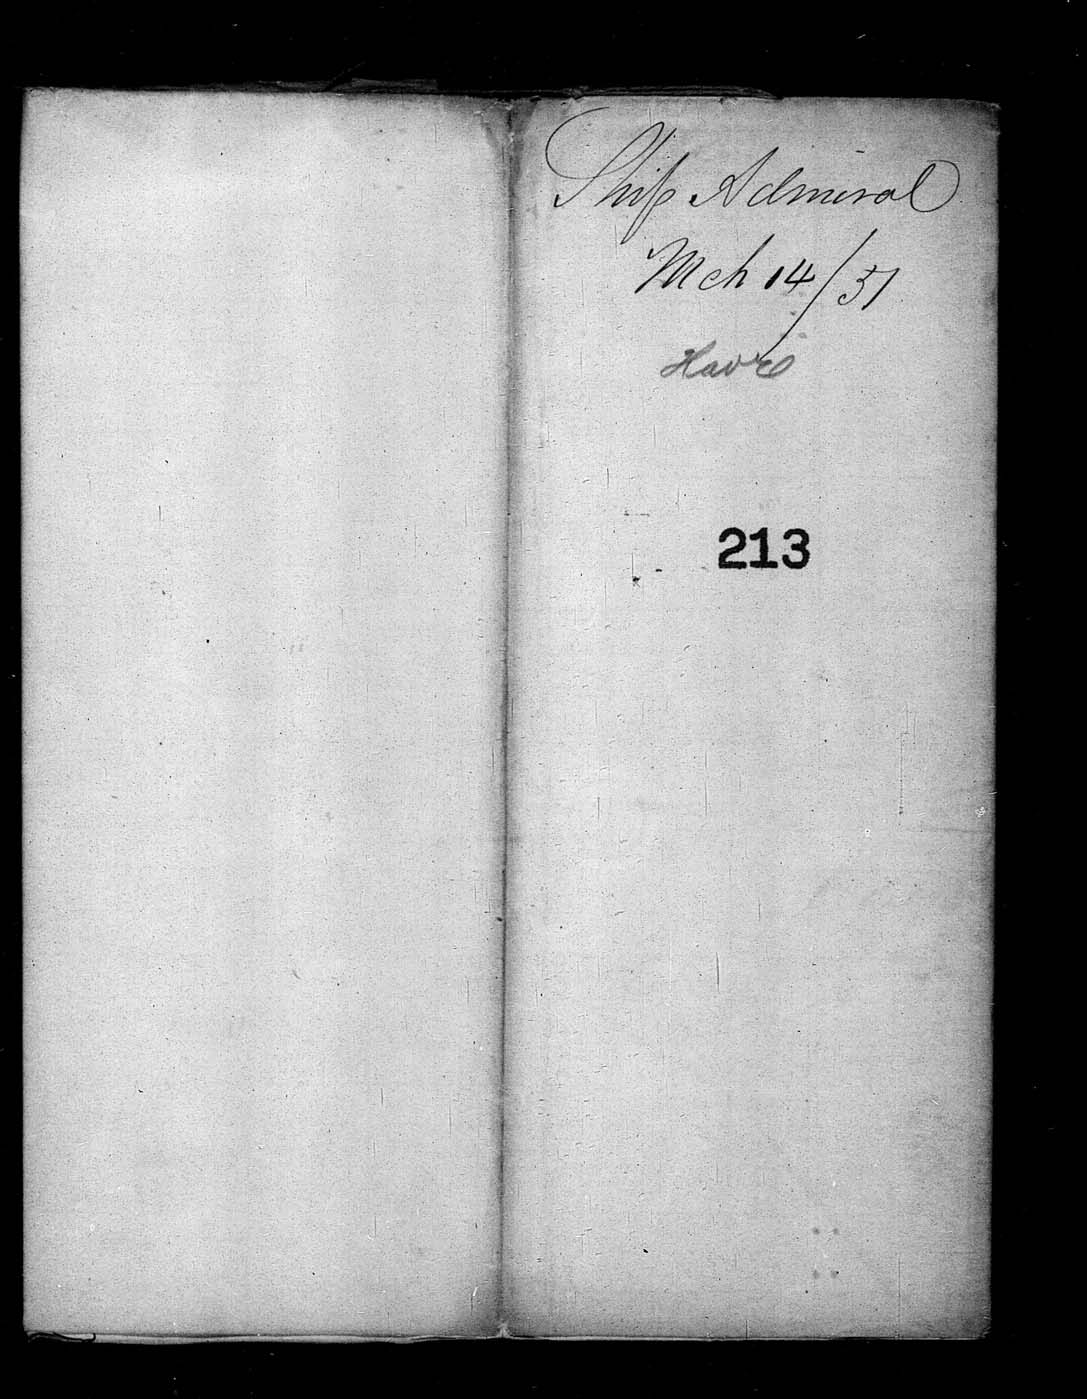 Ship Admiral
Mch 14/51
Havre
213